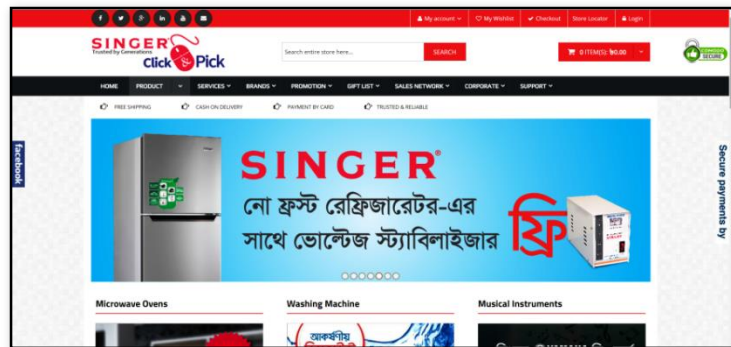 My account
My Wishlist
Checkout
Store Locator
Login
SINGER
Trusted by Generations
Click & Pick
Search entire store here...
SEARCH
0 ITEM(S): ৳0.00
COMODO
SECURE
HOME
PRODUCT
SERVICES
BRANDS
PROMOTION
GIFT LIST
SALES NETWORK
CORPORATE
SUPPORT
FREE SHIPPING
CASH ON DELIVERY
PAYMENT BY CARD
TRUSTED & RELIABLE
facebook
Secure payments by
SINGER®
নো ফ্রস্ট রেফ্রিজারেটর-এর
সাথে ভোল্টেজ স্ট্যাবিলাইজার
ফ্রি
Microwave Ovens
Washing Machine
Musical Instruments
আকর্ষণীয়